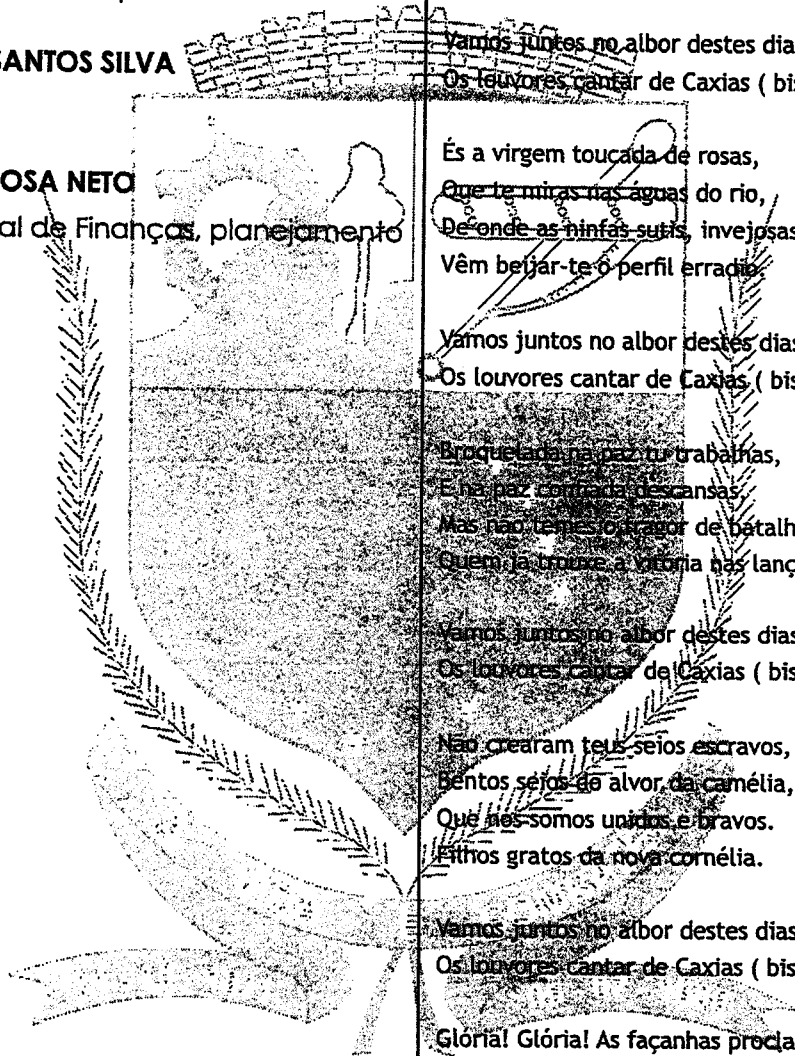 SANTOS SILVA
OSA NETO
al de Finanças, planejamento
Vamos juntos no albor destes dia
Os louvores cantar de Caxias ( bis
És a virgem toucada de rosas,
Que te miras nas águas do rio,
De onde as ninfas sutis, invejosas
Vêm beijar-te o perfil erradio.
Vamos juntos no albor destes dias
Os louvores cantar de Caxias ( bis
Broquelada na paz tu trabalhas,
E na paz confiada descansas,
Mas não temes o fragor de batalh
Quem já trouxe a vitória nas lanç
Vamos juntos no albor destes dias
Os louvores cantar de Caxias ( bis
Não crearam teus seios escravos,
Bentos seios do alvor da camélia,
Que nos somos unidos e bravos.
Filhos gratos da nova cornélia.
Vamos juntos no albor destes dias
Os louvores cantar de Caxias ( bis
Glória! Glória! As façanhas procla